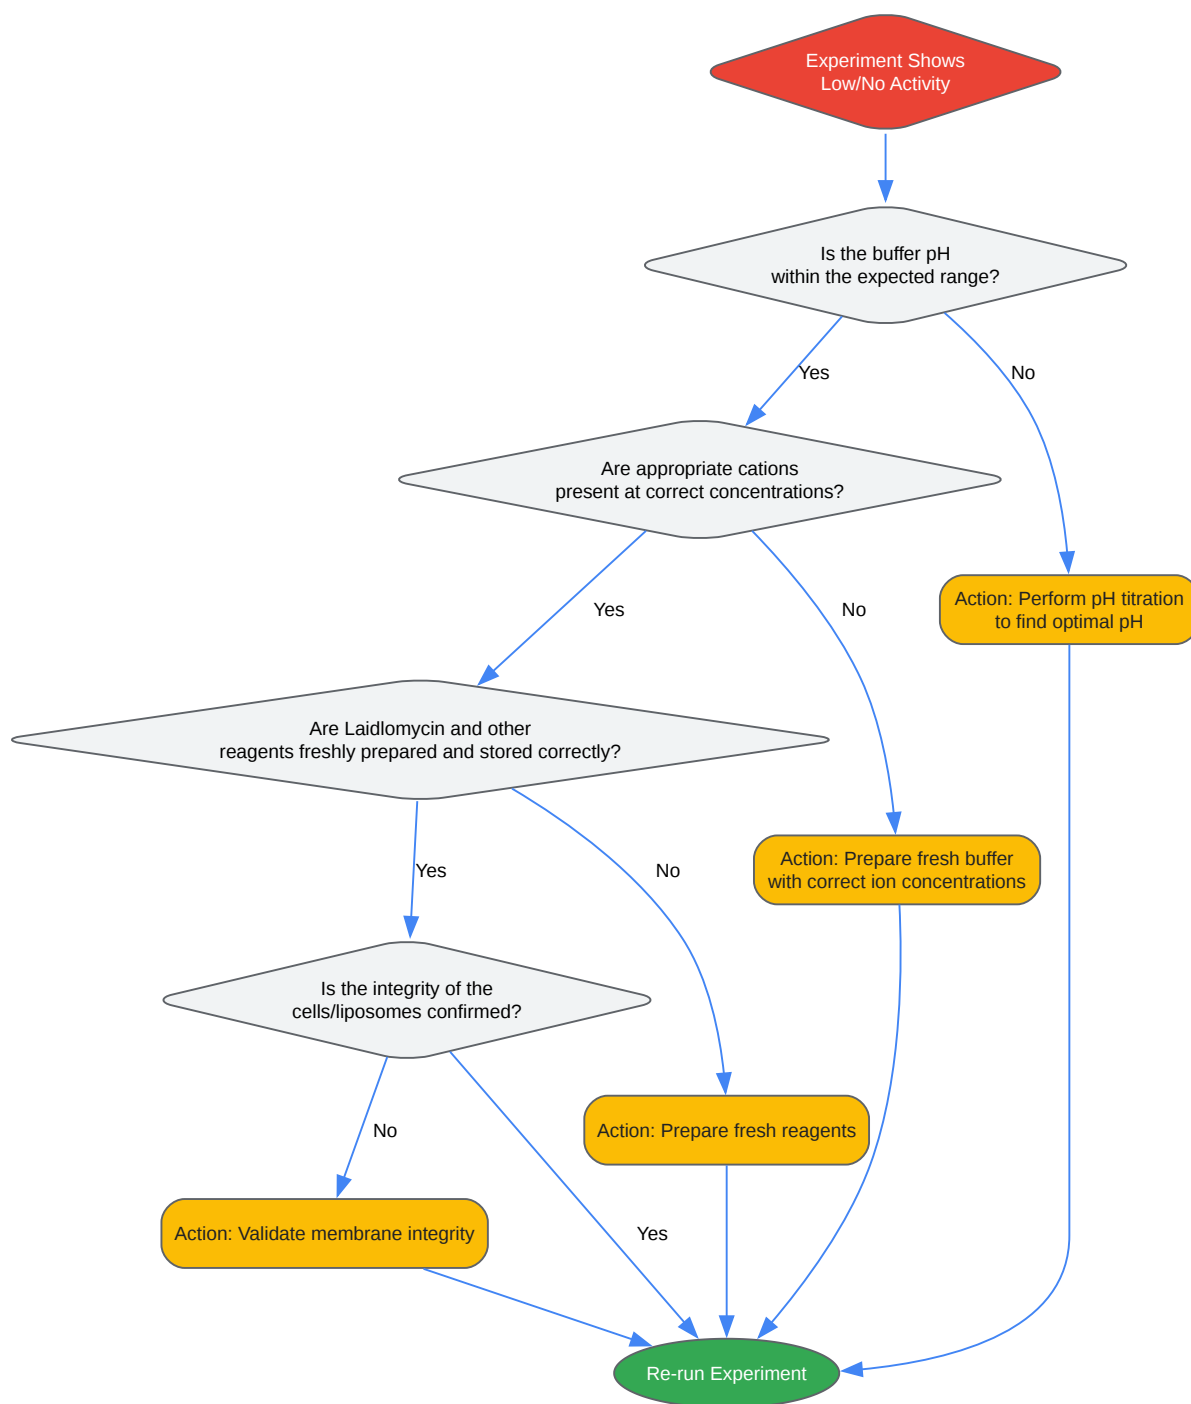 Experiment Shows
Low/No Activity
Is the buffer pH
within the expected range?
Yes
No
Are appropriate cations
present at correct concentrations?
Action: Perform pH titration
to find optimal pH
Yes
No
Are Laidlomycin and other
reagents freshly prepared and stored correctly?
Action: Prepare fresh buffer
with correct ion concentrations
Yes
No
Is the integrity of the
cells/liposomes confirmed?
Action: Prepare fresh reagents
No
Yes
Action: Validate membrane integrity
Re-run Experiment